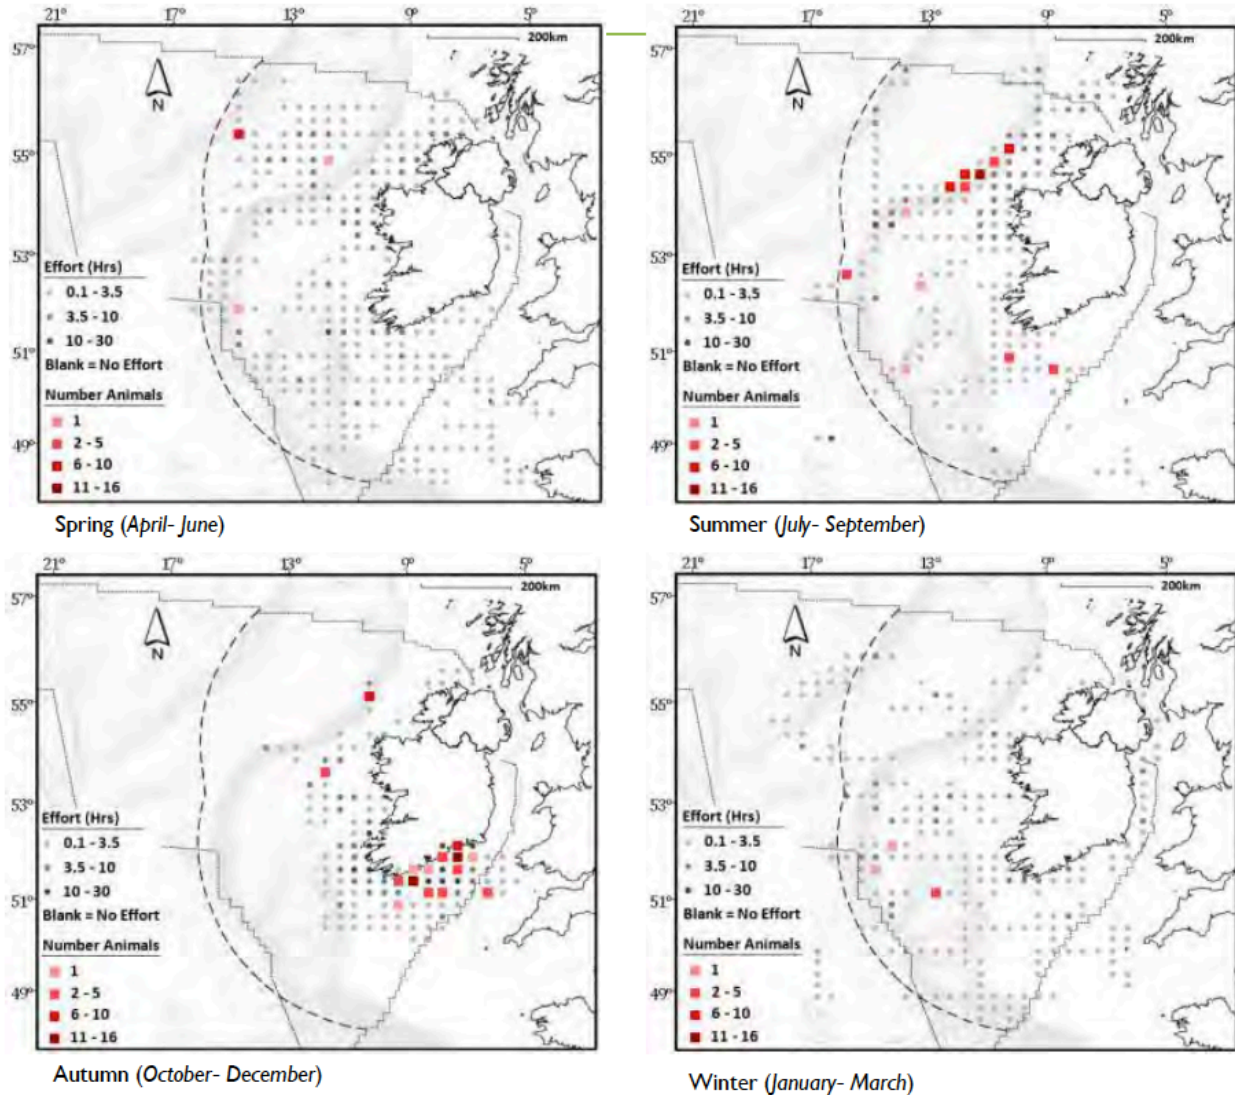 21° 17° 13° 9° 5°
57°
200km
N
55°
53°
Effort (Hrs)
0.1 - 3.5
3.5 - 10
10 - 30
51°
Blank = No Effort
Number Animals
1
49°
2 - 5
6 - 10
11 - 16
Spring (April- June)
21° 17° 13° 9° 5°
57°
200km
N
55°
53°
Effort (Hrs)
0.1 - 3.5
3.5 - 10
10 - 30
51°
Blank = No Effort
Number Animals
1
49°
2 - 5
6 - 10
11 - 16
Summer (July- September)
21° 17° 13° 9° 5°
57°
200km
N
55°
53°
Effort (Hrs)
0.1 - 3.5
3.5 - 10
10 - 30
51°
Blank = No Effort
Number Animals
1
49°
2 - 5
6 - 10
11 - 16
Autumn (October- December)
21° 17° 13° 9° 5°
57°
200km
N
55°
53°
Effort (Hrs)
0.1 - 3.5
3.5 - 10
10 - 30
51°
Blank = No Effort
Number Animals
1
49°
2 - 5
6 - 10
11 - 16
Winter (January- March)